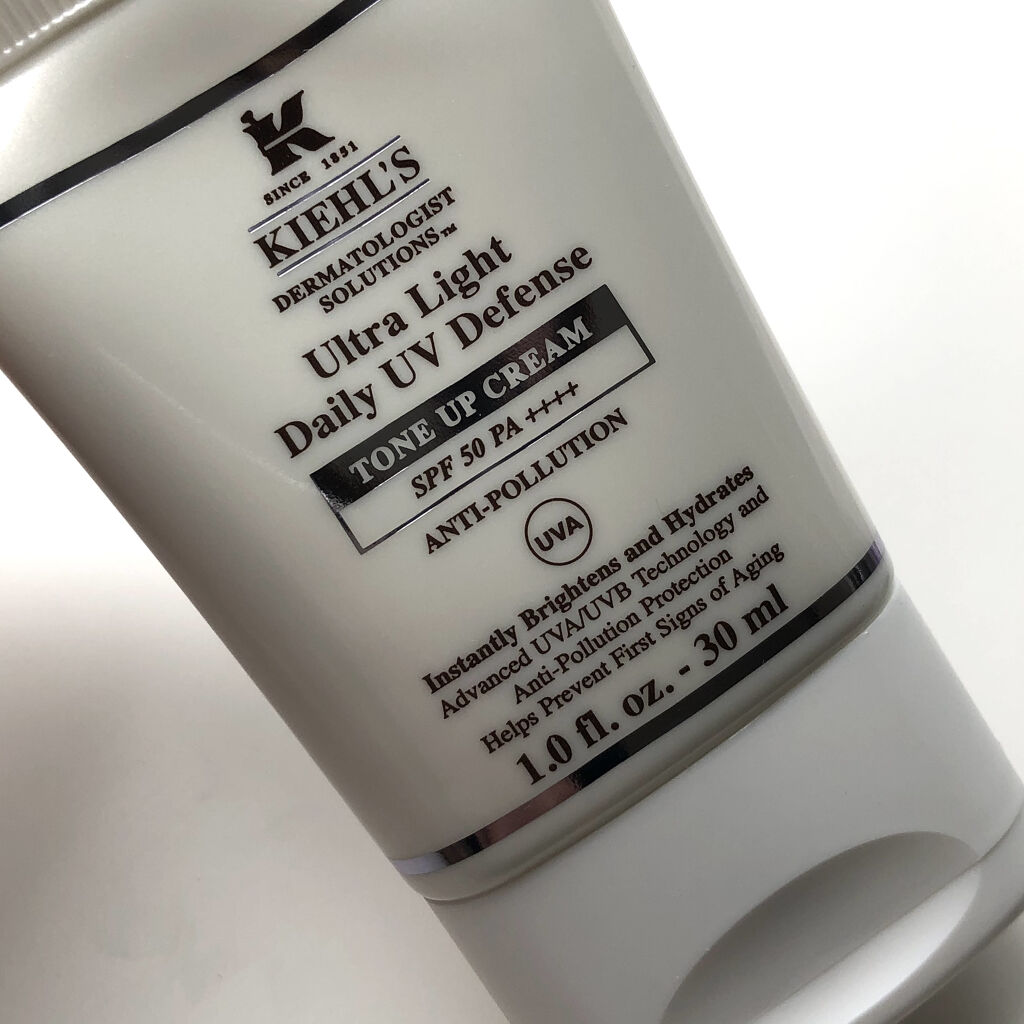 K
SINCE 1851
KIEHL'S
DERMATOLOGIST
SOLUTIONS™
Ultra Light
Daily UV Defense
TONE UP CREAM
SPF 50 PA ++++
ANTI-POLLUTION
UVA
Instantly Brightens and Hydrates
Advanced UVA/UVB Technology and
Anti-Pollution Protection
Helps Prevent First Signs of Aging
1.0 fl. oz. - 30 ml